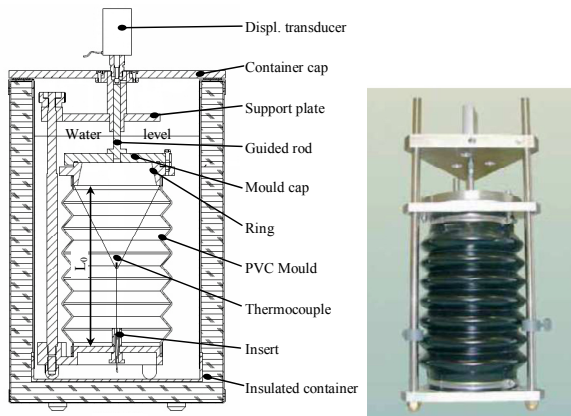 Displ. transducer
Container cap
Support plate
Water level
Guided rod
Mould cap
Ring
PVC Mould
L0
Thermocouple
Insert
Insulated container